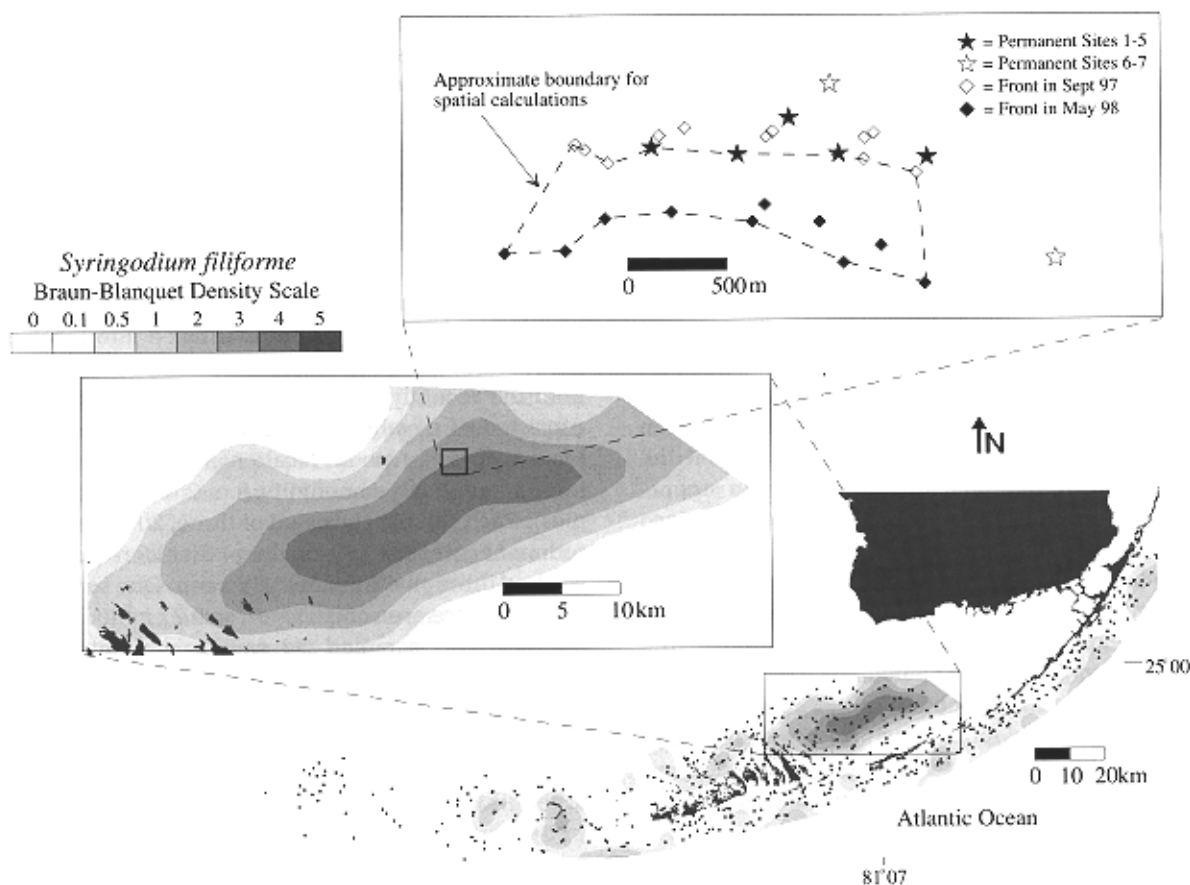 ★ = Permanent Sites 1-5
☆ = Permanent Sites 6-7
◇ = Front in Sept 97
◆ = Front in May 98
Approximate boundary for
spatial calculations
0 500 m
Syringodium filiforme
Braun-Blanquet Density Scale
0 0.1 0.5 1 2 3 4 5
N
0 5 10km
25°00
0 10 20km
Atlantic Ocean
81°07